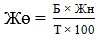 Жө = Б × Жн
Т × 100